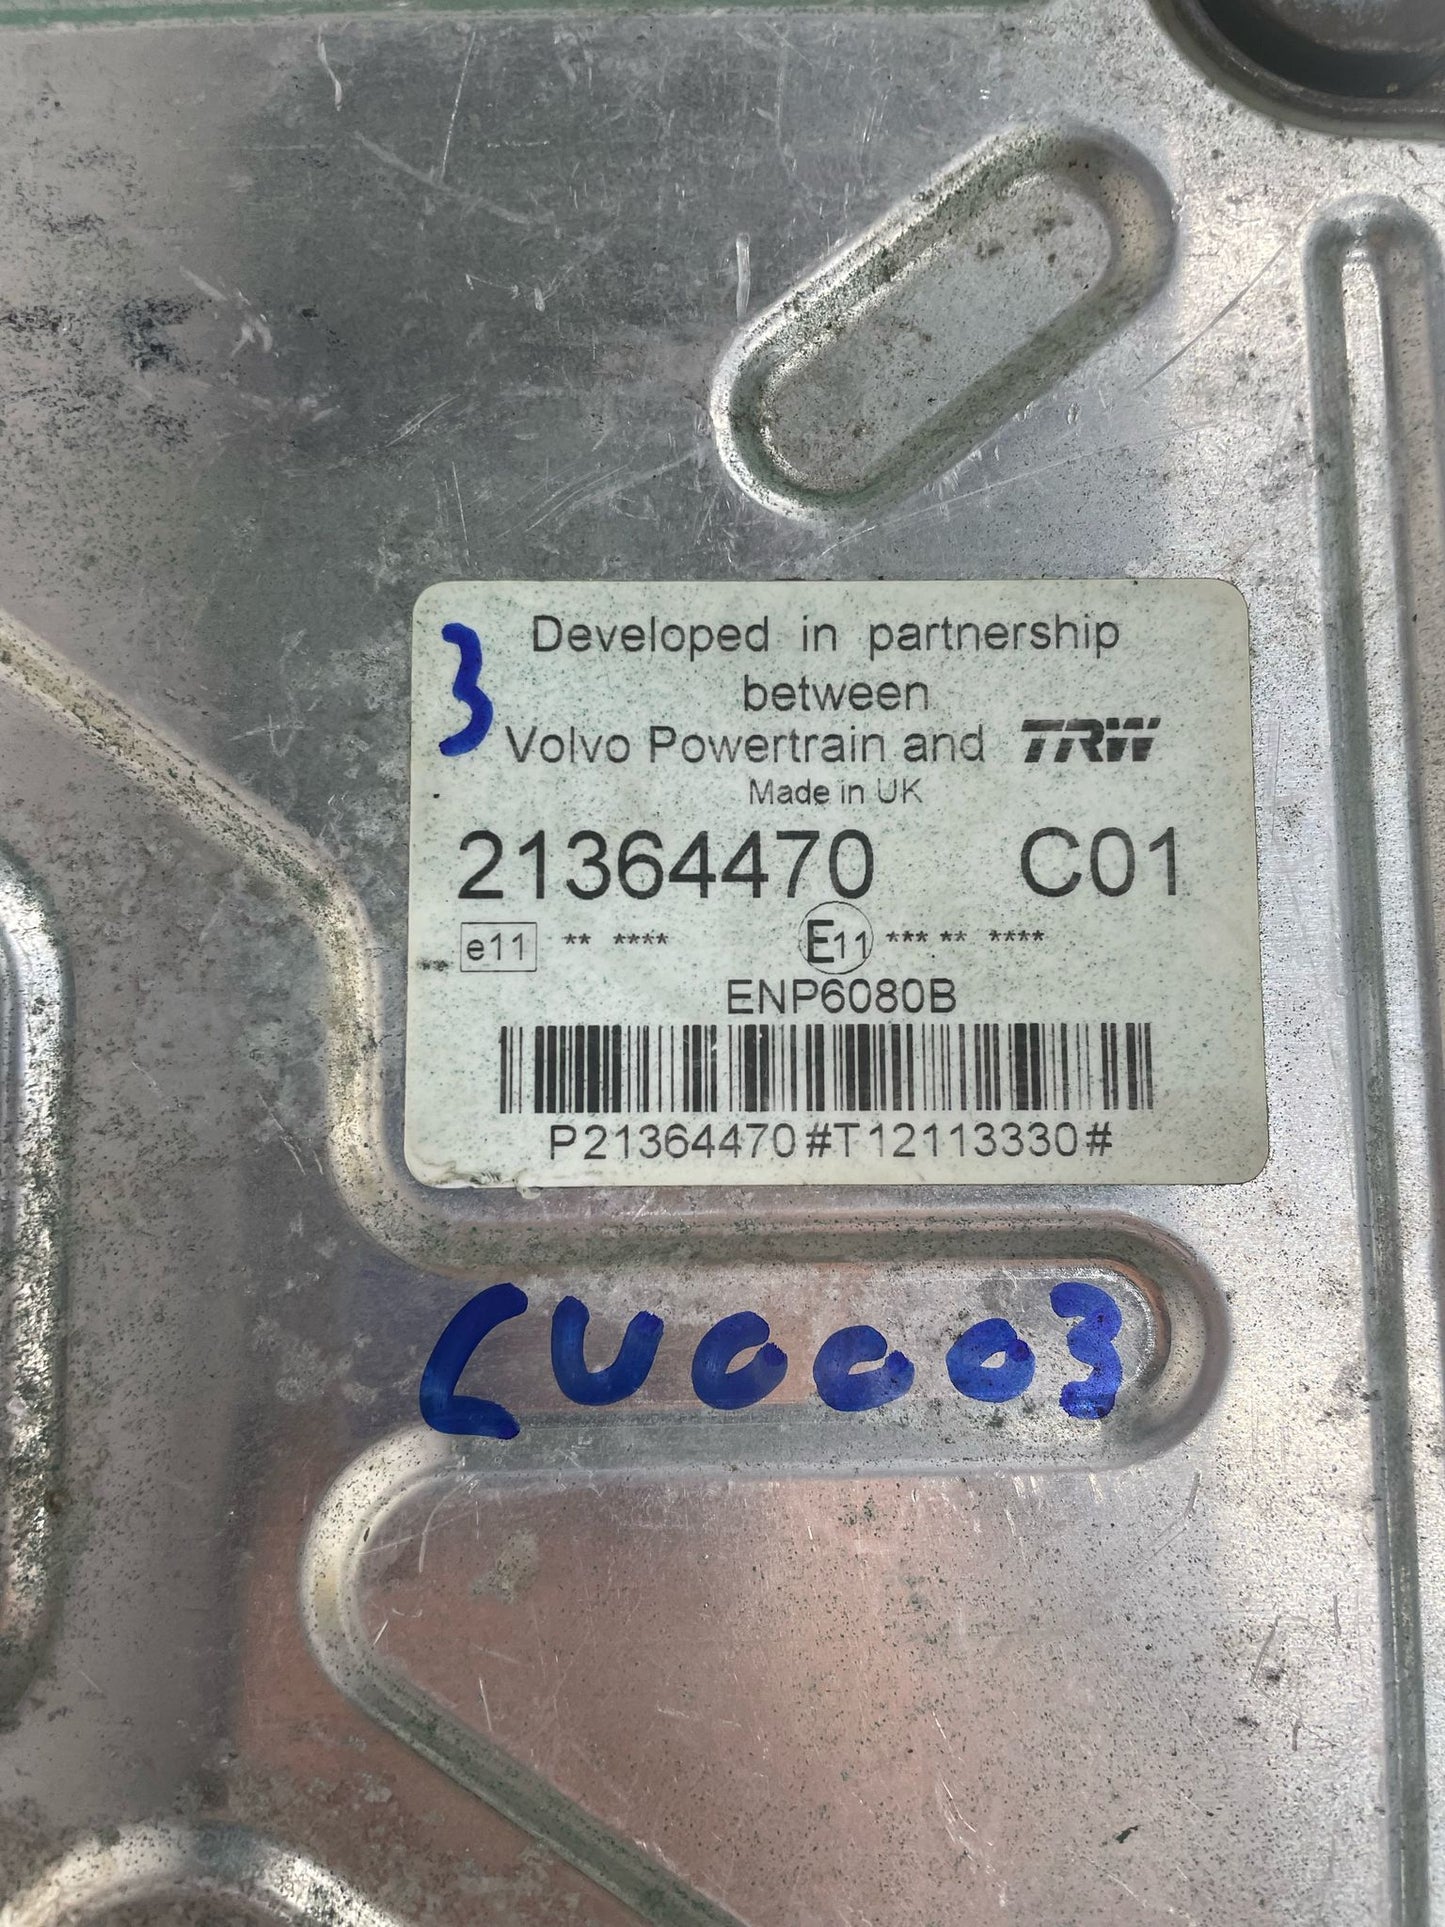 3
Developed in partnership
between
Volvo Powertrain and TRW
Made in UK
21364470 C01
e11 ** **** E11 *** ** ****
ENP6080B
P21364470#T12113330#
CU00003